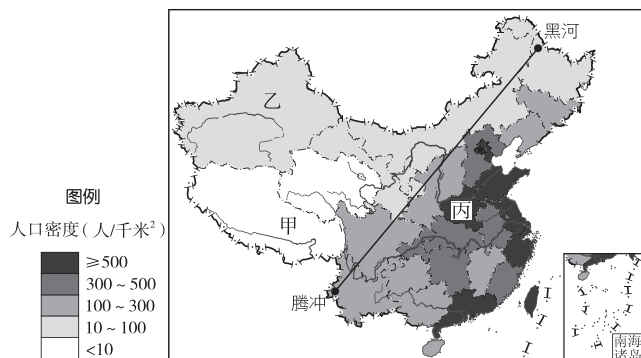 黑河
乙
甲
丙
腾冲
图例
人口密度(人/千米²)
≥500
300~500
100~300
10~100
<10
南海
诸岛